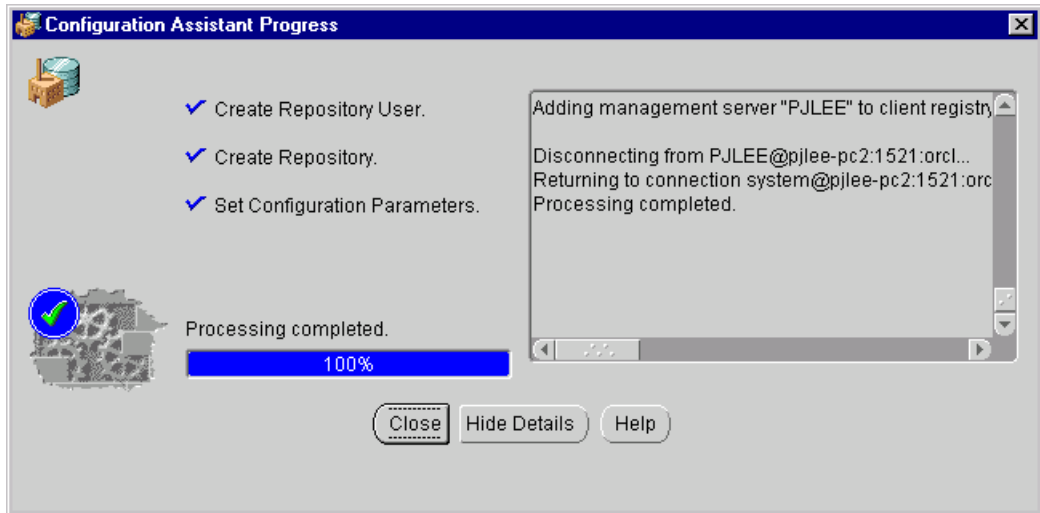 Configuration Assistant Progress
Create Repository User.
Create Repository.
Set Configuration Parameters.
Adding management server "PJLEE" to client registry
Disconnecting from PJLEE@pjlee-pc2:1521:orcl...
Returning to connection system@pjlee-pc2:1521:orc
Processing completed.
Processing completed.
100%
Close
Hide Details
Help